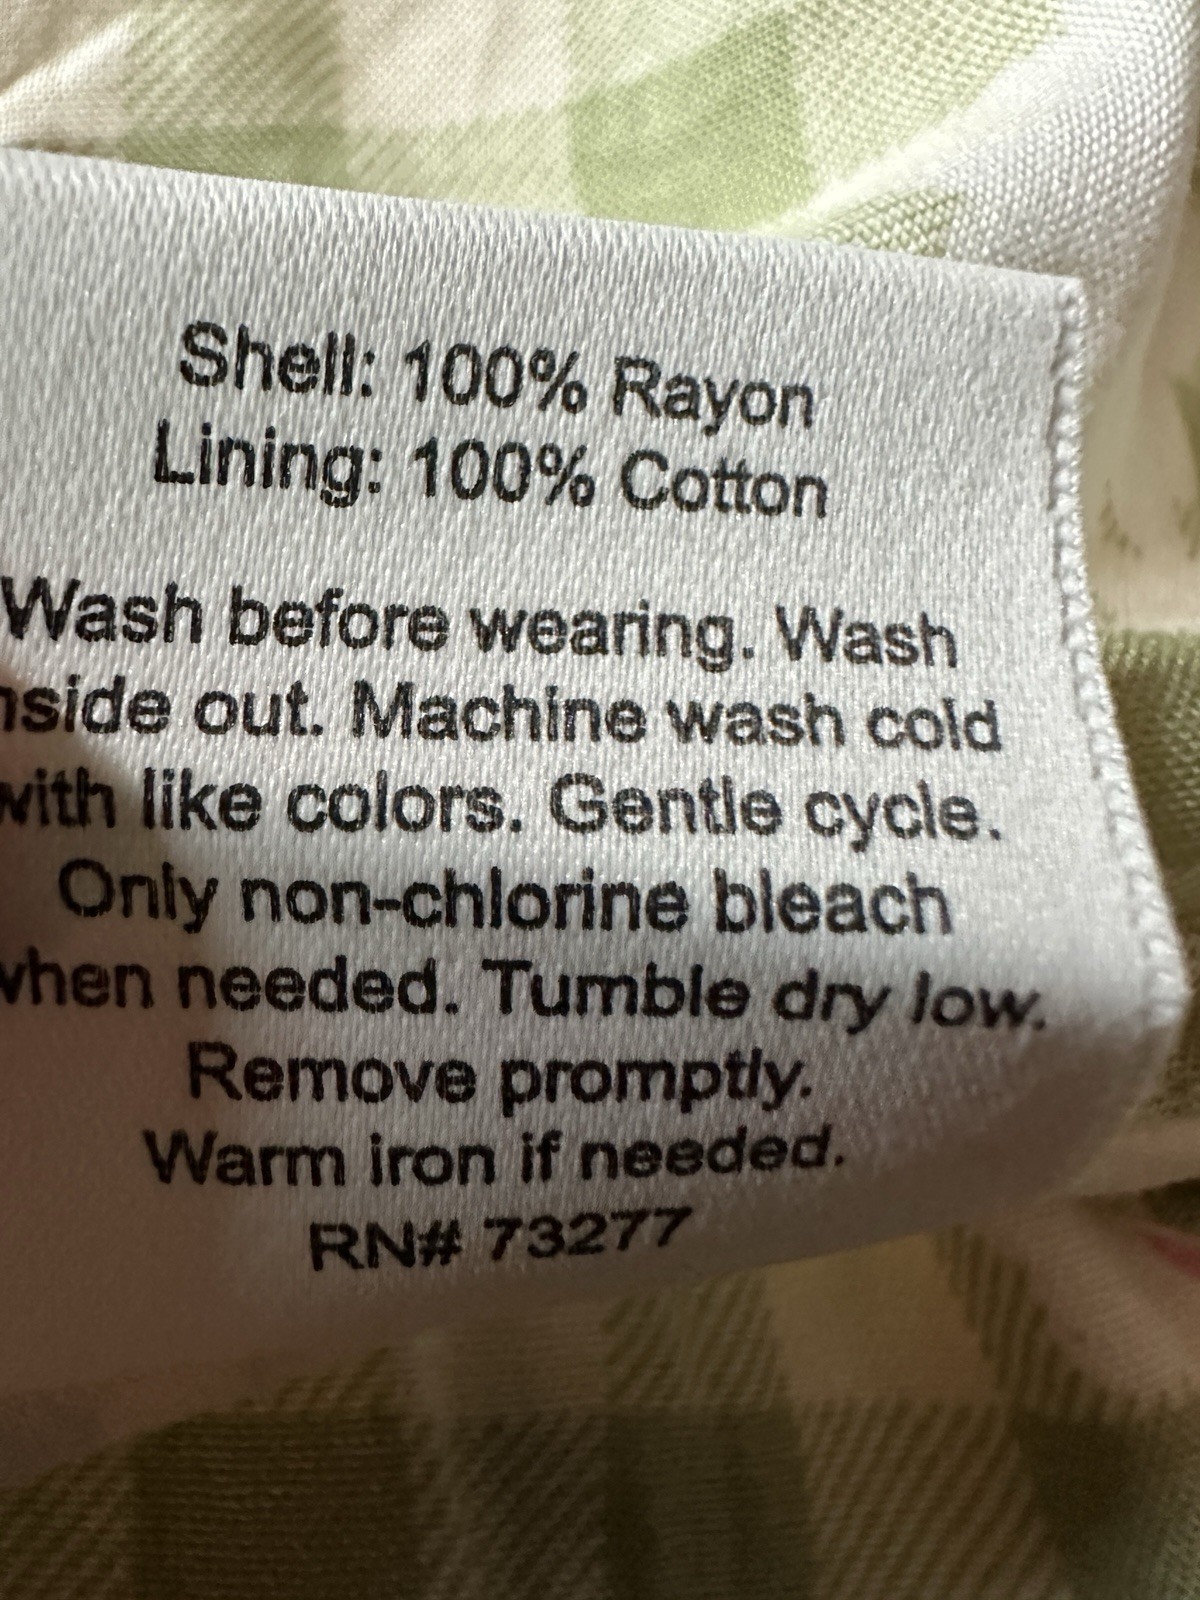 Shell: 100% Rayon
Lining: 100% Cotton
Wash before wearing. Wash
nside out. Machine wash cold
with like colors. Gentle cycle.
Only non-chlorine bleach
when needed. Tumble dry low.
Remove promptly.
Warm iron if needed.
RN# 73277